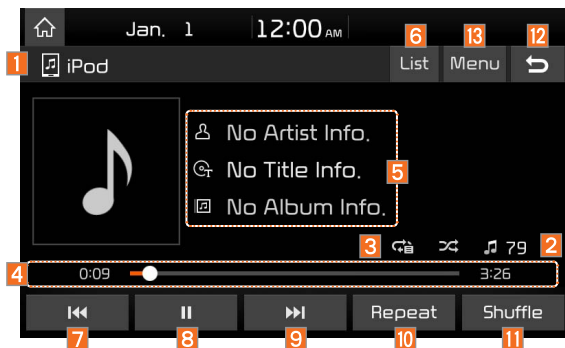 Jan. 1 12:00 AM
6 13 12
1 iPod List Menu
No Artist Info.
No Title Info. 5
No Album Info.
3 79 2
4 0:09 3:26
Repeat Shuffle
7 8 9 10 11